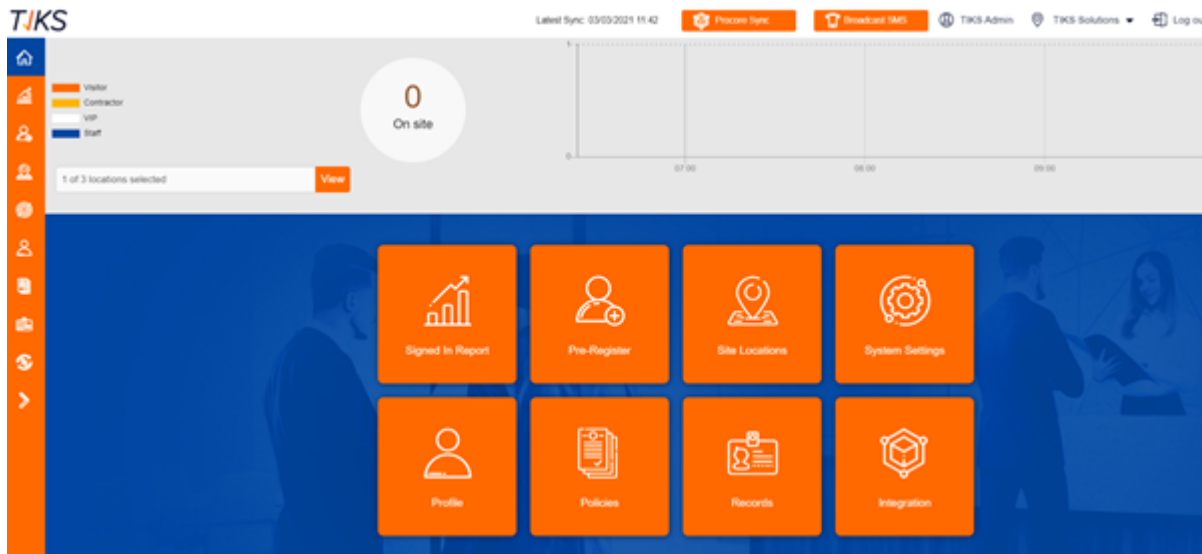 TIKS
Latest Sync: 03/03/2021 11:42
Procore Sync
Broadcast SMS
TIKS Admin
TIKS Solutions
Log ou
Visitor
Contractor
VIP
Staff
0
On site
1
0
07:00
08:00
09:00
1 of 3 locations selected
View
Signed In Report
Pre-Register
Site Locations
System Settings
Profile
Policies
Records
Integration